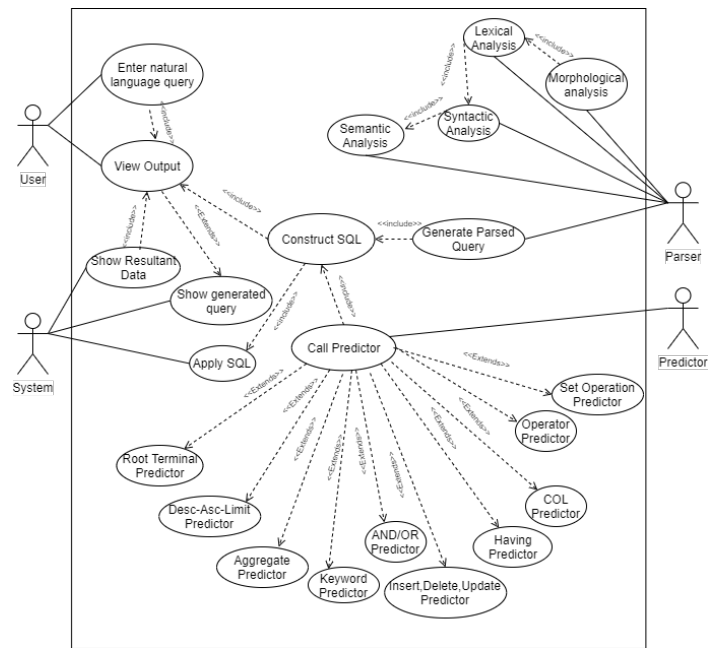 Lexical
Analysis
<<include>>
Morphological
analysis
<<include>>
Enter natural
language query
<<include>>
Semantic
Analysis
<<include>>
Syntactic
Analysis
User
View Output
<<include>>
<<include>>
<<Extends>>
Construct SQL
<<include>>
Generate Parsed
Query
Parser
Show Resultant
Data
Show generated
query
<<include>>
<<include>>
System
Apply SQL
Call Predictor
Predictor
<<Extends>>
Set Operation
Predictor
<<Extends>>
<<Extends>>
<<Extends>>
<<Extends>>
<<Extends>>
<<Extends>>
<<Extends>>
<<Extends>>
<<Extends>>
Operator
Predictor
Root Terminal
Predictor
COL
Predictor
Desc-Asc-Limit
Predictor
AND/OR
Predictor
Having
Predictor
Aggregate
Predictor
Keyword
Predictor
Insert,Delete,Update
Predictor